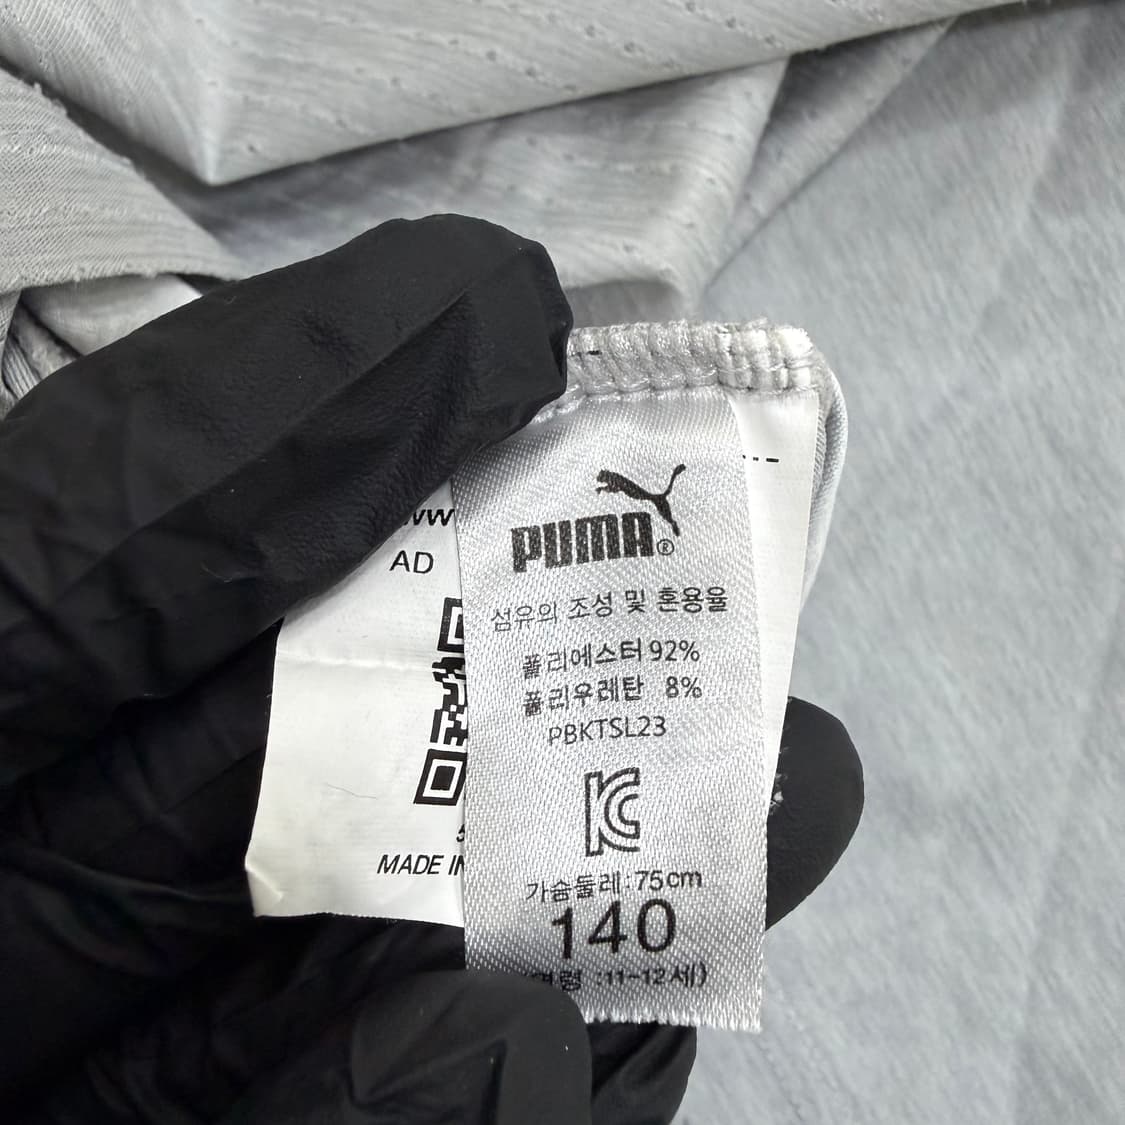 PUMA®
섬유의 조성 및 혼용율
폴리에스터 92%
폴리우레탄 8%
PBKTSL23
KC
가슴둘레:75cm
140
(연령 :11~12세)
WW
AD
MADE IN